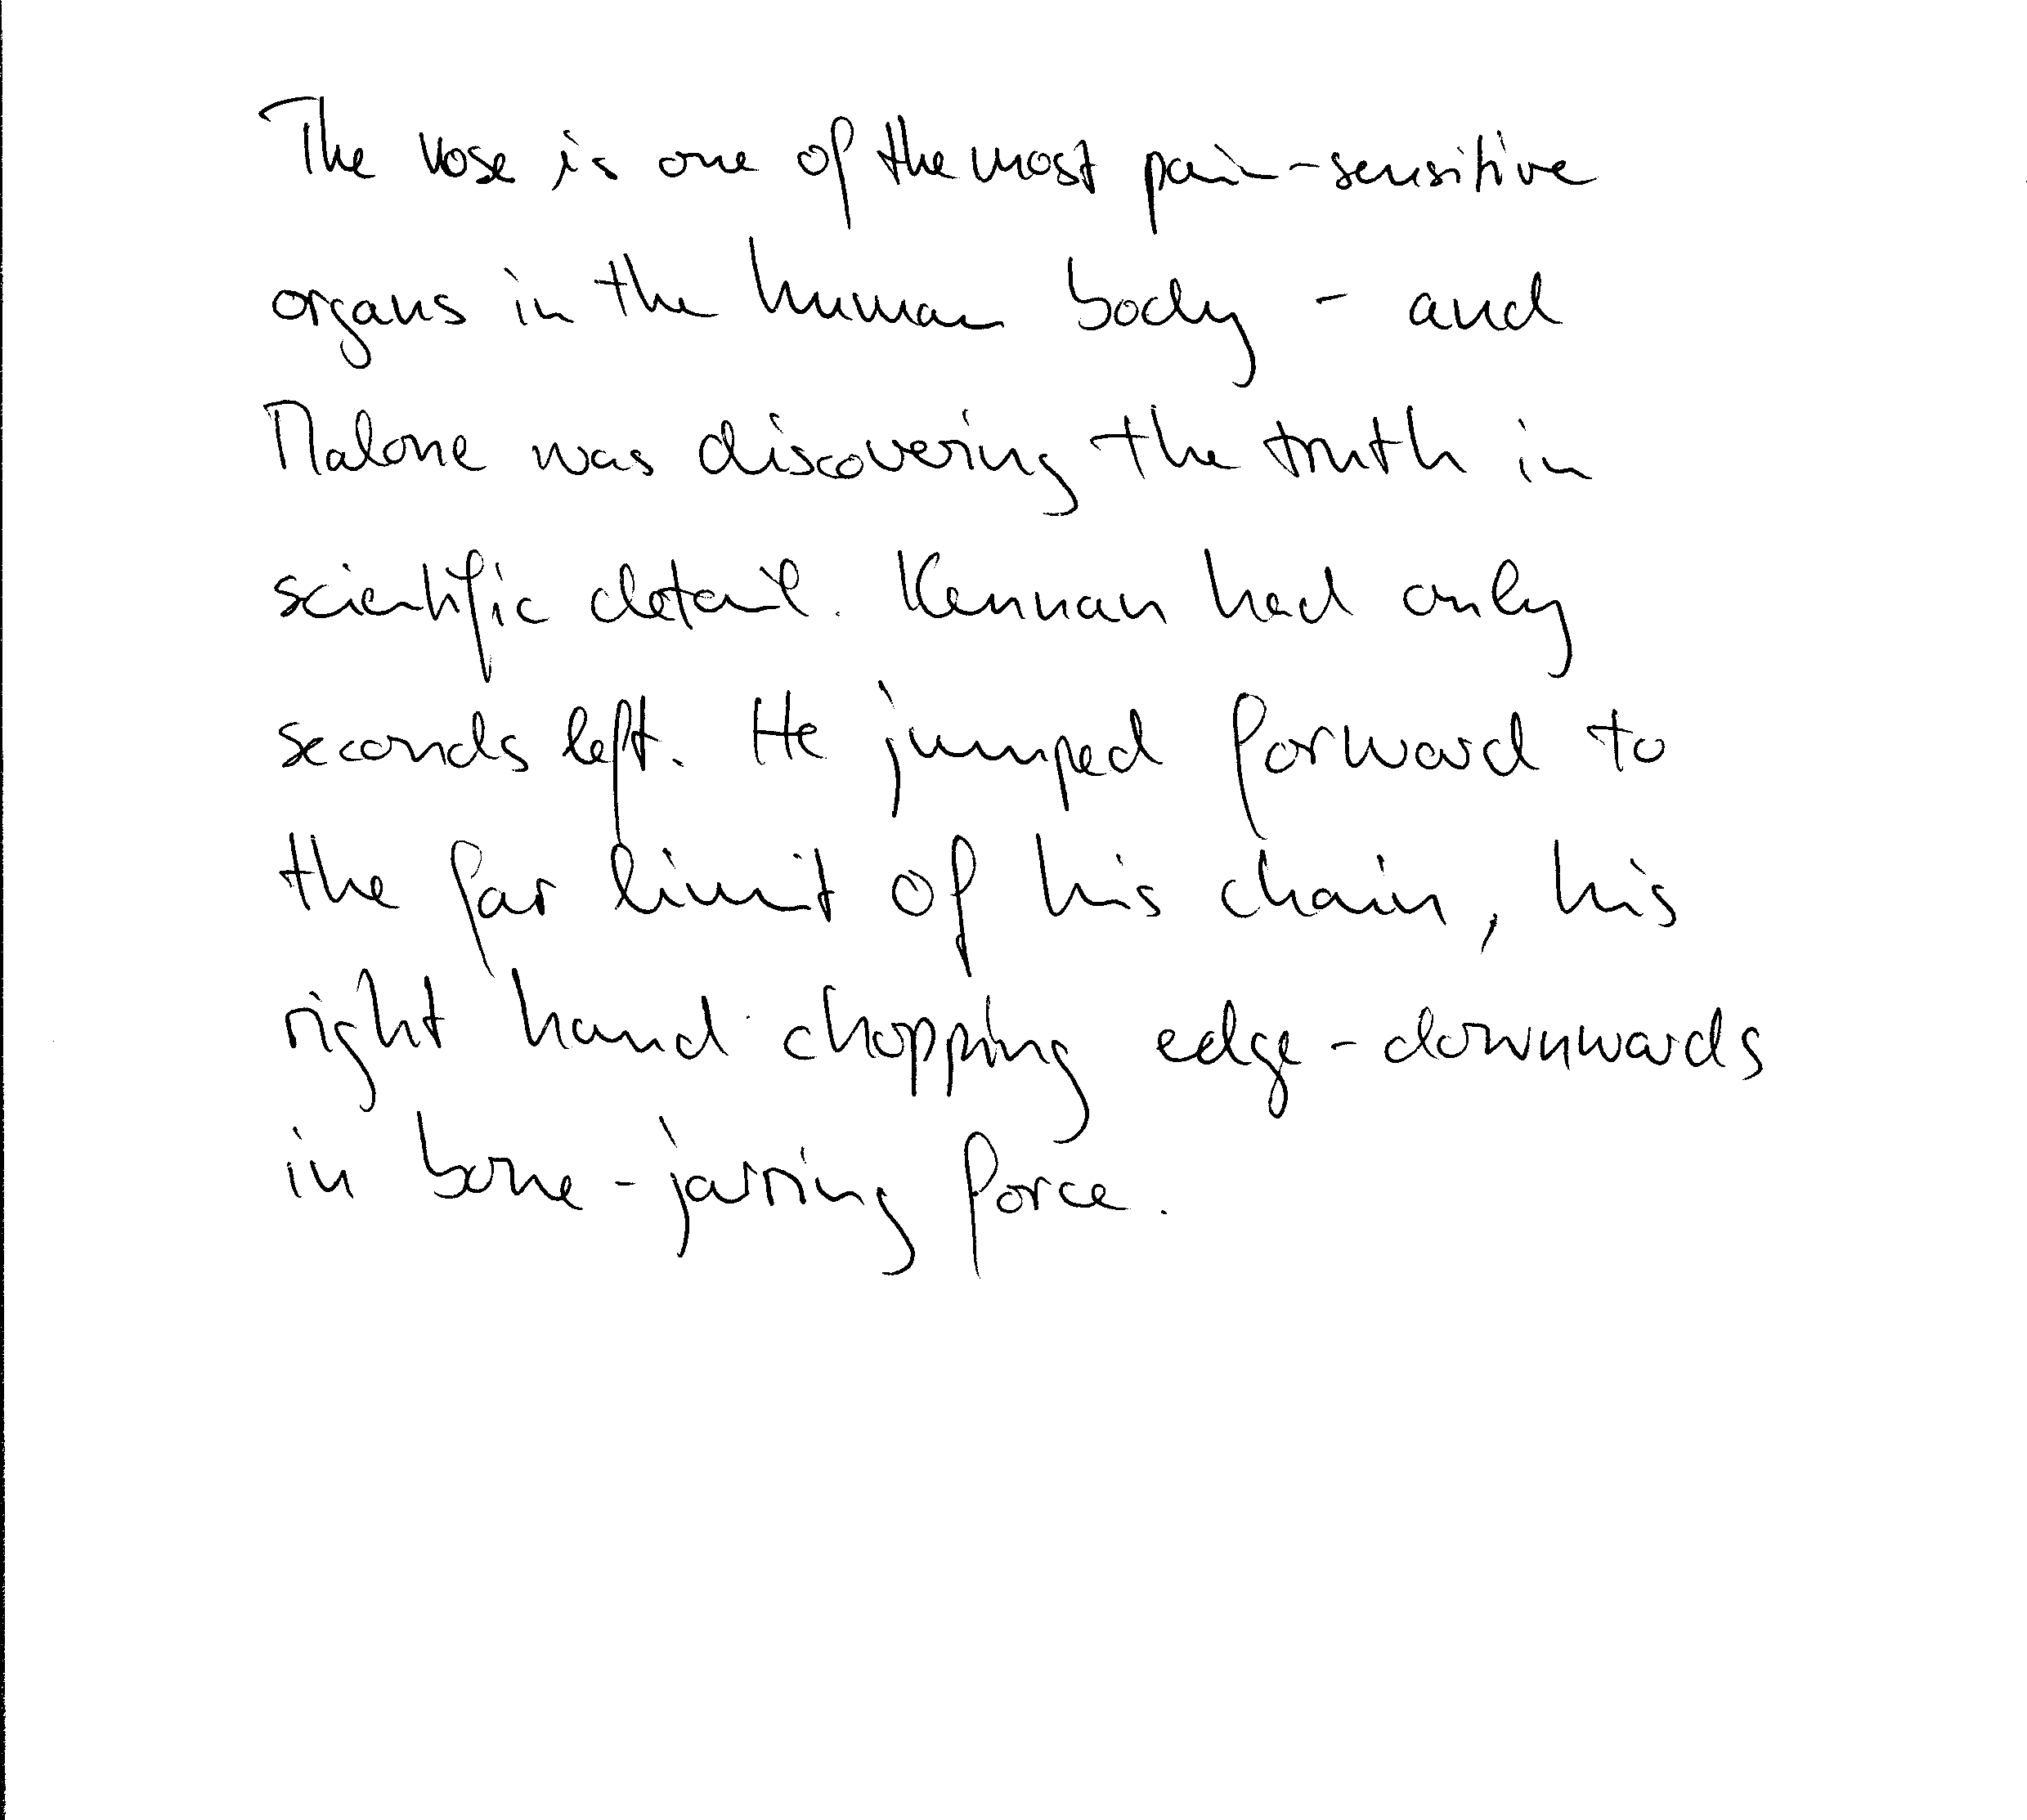 The nose is one of the most pain-sensitive
organs in the human body - and
Malone was discovering the truth in
scientific detail. Kennan had only
seconds left. He jumped forward to
the far limit of his chain, his
right hand chopping edge-downwards
in bone-jarring force.